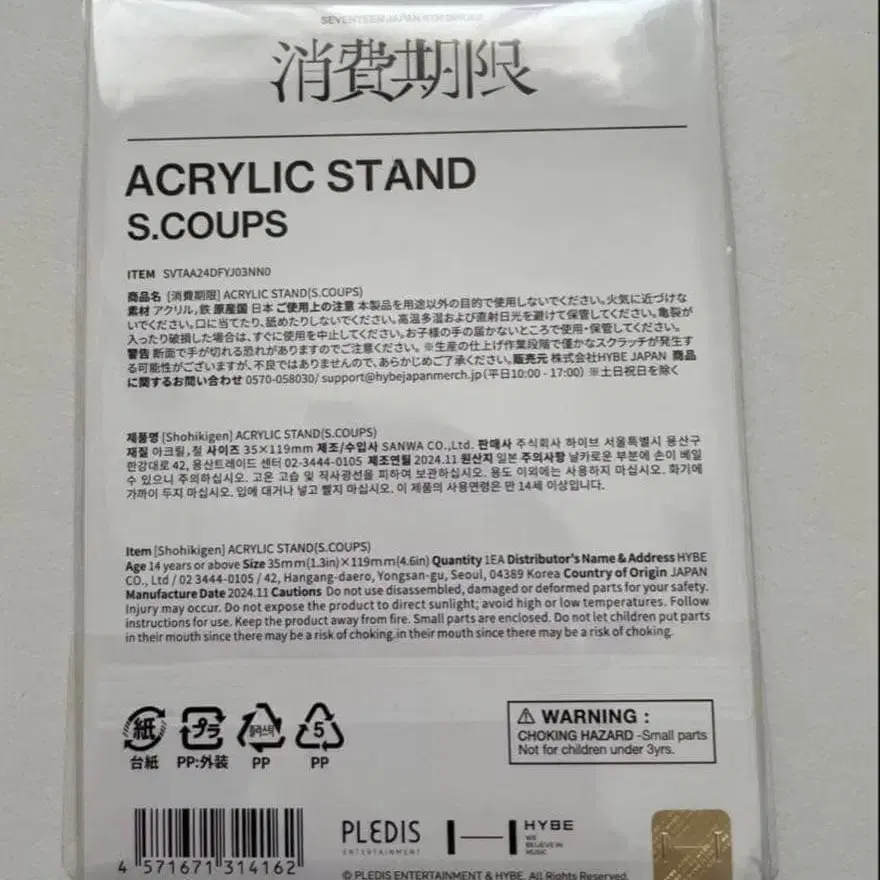 SEVENTEEN JAPAN 4TH SINGLE
消費期限
ACRYLIC STAND
S.COUPS
ITEM SVTAA24DFYJ03NN0
商品名 [消費期限] ACRYLIC STAND(S.COUPS)
素材 アクリル,鉄 原産国 日本 ご使用上の注意 本製品を用途以外の目的で使用しないでください。火気に近づけな
いでください。口に当てたり、舐めたりしないでください。高温多湿および直射日光を避けて保管してください。亀裂が
入ったり破損した場合は、すぐに使用を中止してください。お子様の手の届かないところで使用・保管してください。
警告 断面で手が切れる恐れがありますのでご注意ください。 ※生産の仕上げ作業段階で僅かなスクラッチが発生す
る可能性がございますが、不良ではありませんので、あらかじめご了承ください。販売元 株式会社HYBE JAPAN 商品
に関するお問い合わせ 0570-058030/ support@hybejapanmerch.jp(平日10:00 - 17:00) ※土日祝日を除く
제품명 [Shohikigen] ACRYLIC STAND(S.COUPS)
재질 아크릴, 철 사이즈 35×119mm 제조/수입사 SANWA CO.,Ltd. 판매사 주식회사 하이브 서울특별시 용산구
한강대로 42, 용산트레이드 센터 02-3444-0105 제조연월 2024.11 원산지 일본 주의사항 날카로운 부분에 손이 베일
수 있으니 주의하십시오. 고온 고습 및 직사광선을 피하여 보관하십시오. 용도 이외에는 사용하지 마십시오. 화기에
가까이 두지 마십시오. 입에 대거나 넣고 빨지 마십시오. 이 제품의 사용연령은 만 14세 이상입니다.
Item [Shohikigen] ACRYLIC STAND(S.COUPS)
Age 14 years or above Size 35mm(1.3in)×119mm(4.6in) Quantity 1EA Distributor's Name & Address HYBE
CO., Ltd / 02 3444-0105 / 42, Hangang-daero, Yongsan-gu, Seoul, 04389 Korea Country of Origin JAPAN
Manufacture Date 2024.11 Cautions Do not use disassembled, damaged or deformed parts for your safety.
Injury may occur. Do not expose the product to direct sunlight; avoid high or low temperatures. Follow
instructions for use. Keep the product away from fire. Small parts are enclosed. Do not let children put parts
in their mouth since there may be a risk of choking.in their mouth since there may be a risk of choking.
紙 プラ 플라스틱 5
台紙 PP:外装 PP PP
⚠ WARNING :
CHOKING HAZARD -Small parts
Not for children under 3yrs.
4 571671 314162
PLEDIS
ENTERTAINMENT
HYBE
WE
BELIEVE IN
MUSIC
© PLEDIS ENTERTAINMENT & HYBE. All Rights Reserved.